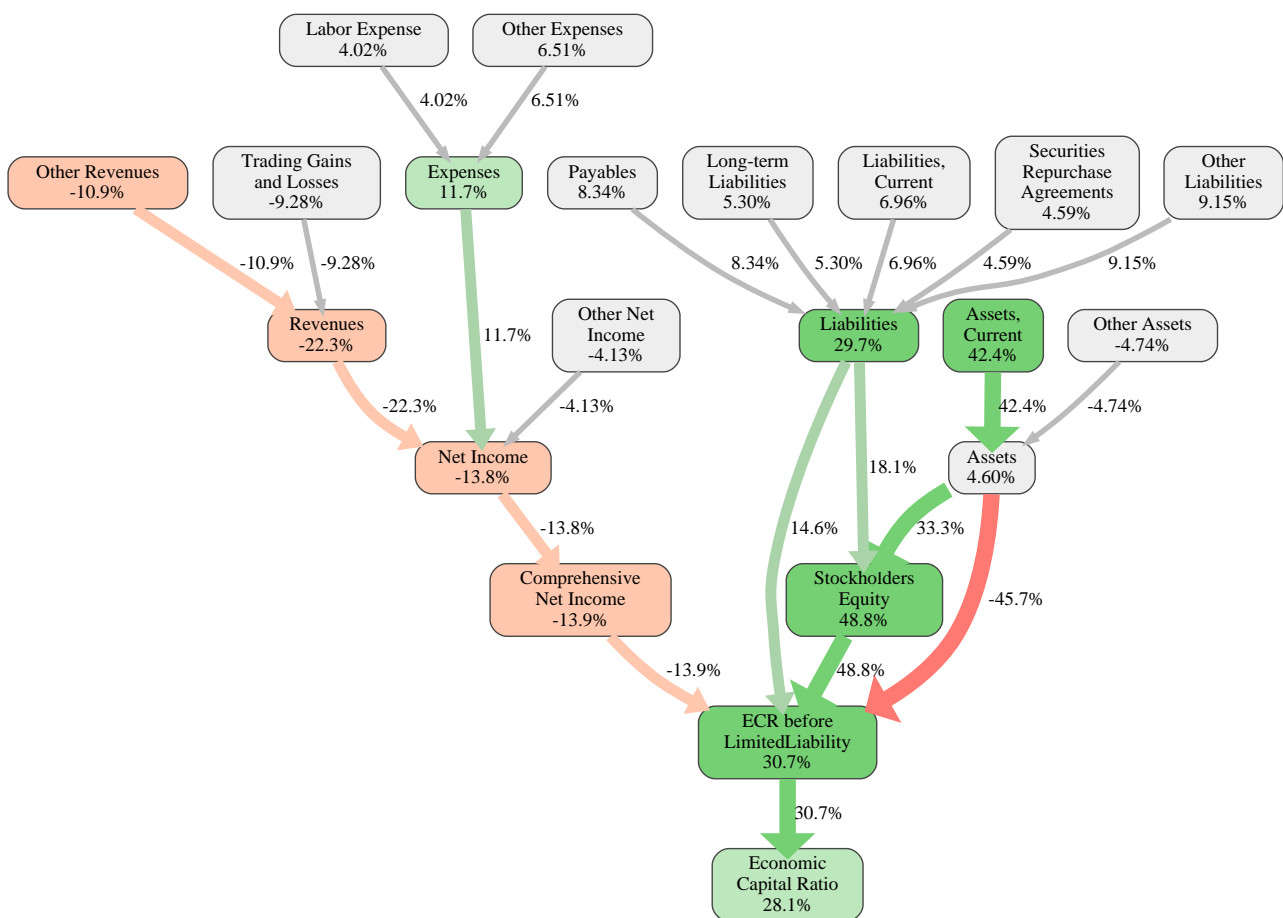 Labor Expense
4.02%
Other Expenses
6.51%
4.02%
6.51%
Other Revenues
-10.9%
Trading Gains
and Losses
-9.28%
Expenses
11.7%
Payables
8.34%
Long-term
Liabilities
5.30%
Liabilities,
Current
6.96%
Securities
Repurchase
Agreements
4.59%
Other
Liabilities
9.15%
-10.9%
-9.28%
8.34%
5.30%
6.96%
4.59%
9.15%
Revenues
-22.3%
11.7%
Other Net
Income
-4.13%
Liabilities
29.7%
Assets,
Current
42.4%
Other Assets
-4.74%
-22.3%
-4.13%
42.4%
-4.74%
Net Income
-13.8%
18.1%
Assets
4.60%
-13.8%
14.6%
33.3%
Comprehensive
Net Income
-13.9%
Stockholders
Equity
48.8%
-45.7%
-13.9%
48.8%
ECR before
LimitedLiability
30.7%
30.7%
Economic
Capital Ratio
28.1%